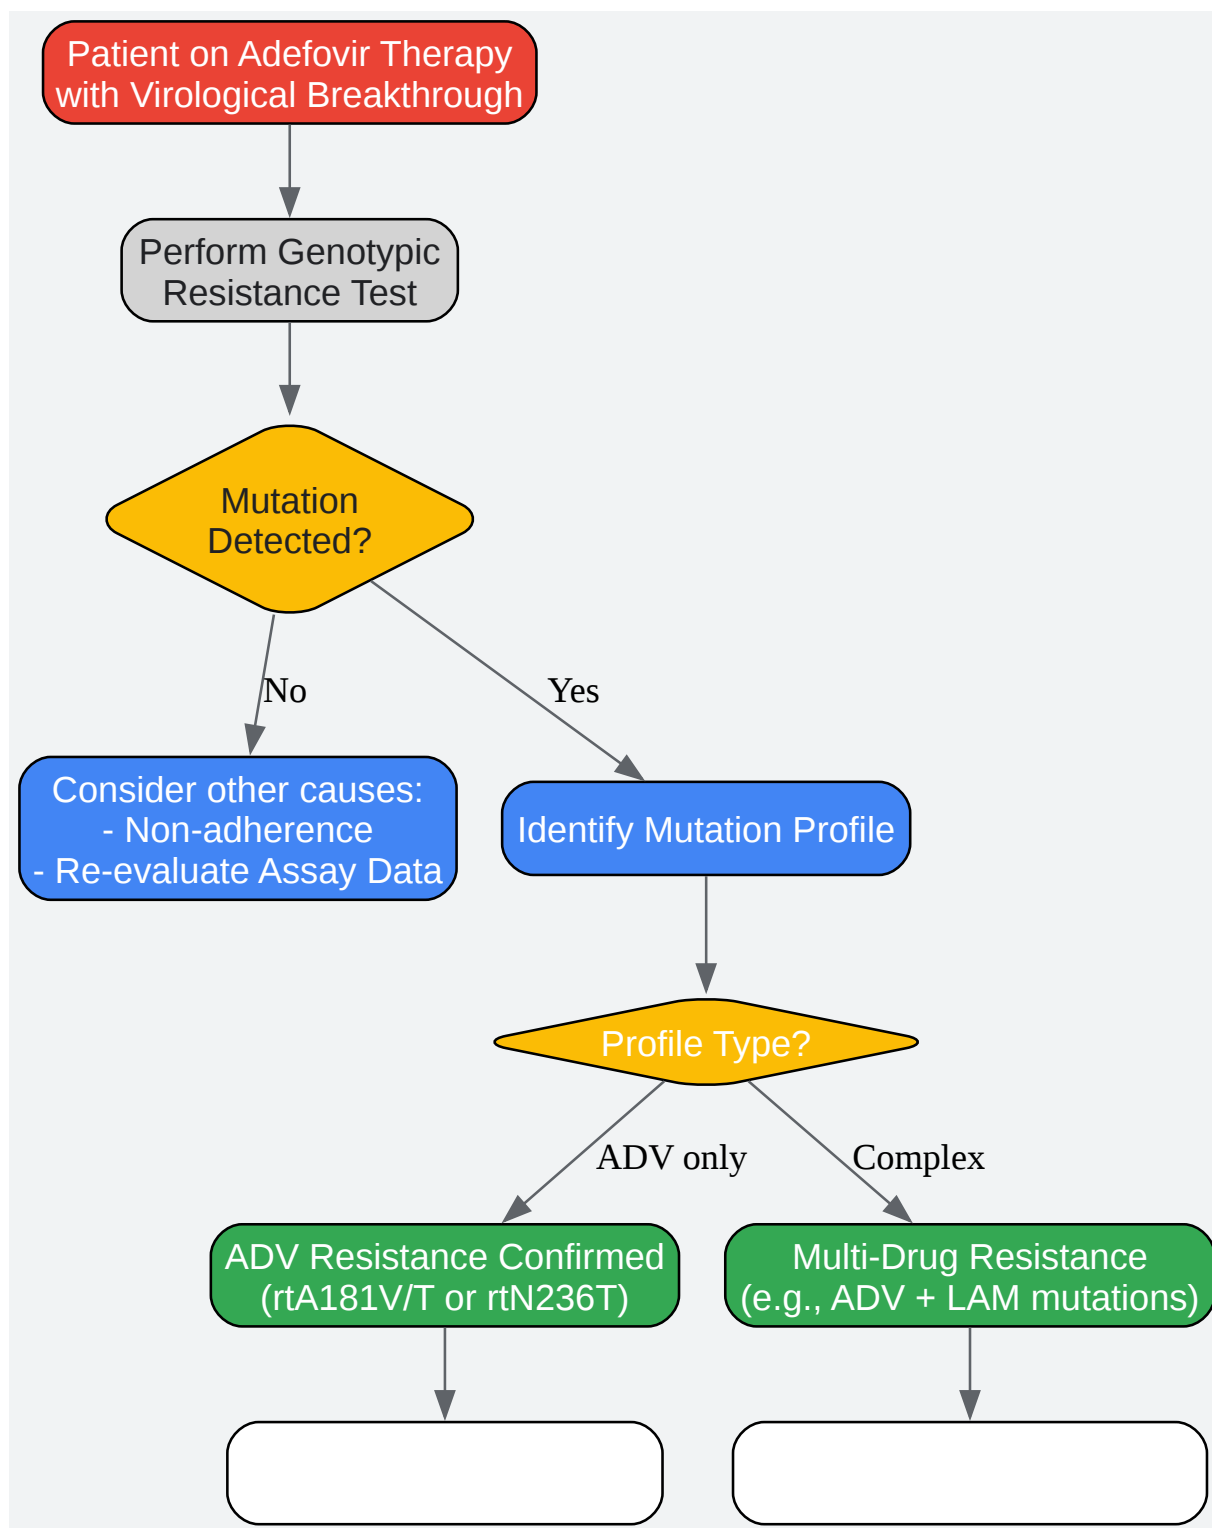 Patient on Adefovir Therapy
with Virological Breakthrough
Perform Genotypic
Resistance Test
Mutation
Detected?
No
Yes
Consider other causes:
- Non-adherence
- Re-evaluate Assay Data
Identify Mutation Profile
Profile Type?
ADV only
Complex
ADV Resistance Confirmed
(rtA181V/T or rtN236T)
Multi-Drug Resistance
(e.g., ADV + LAM mutations)